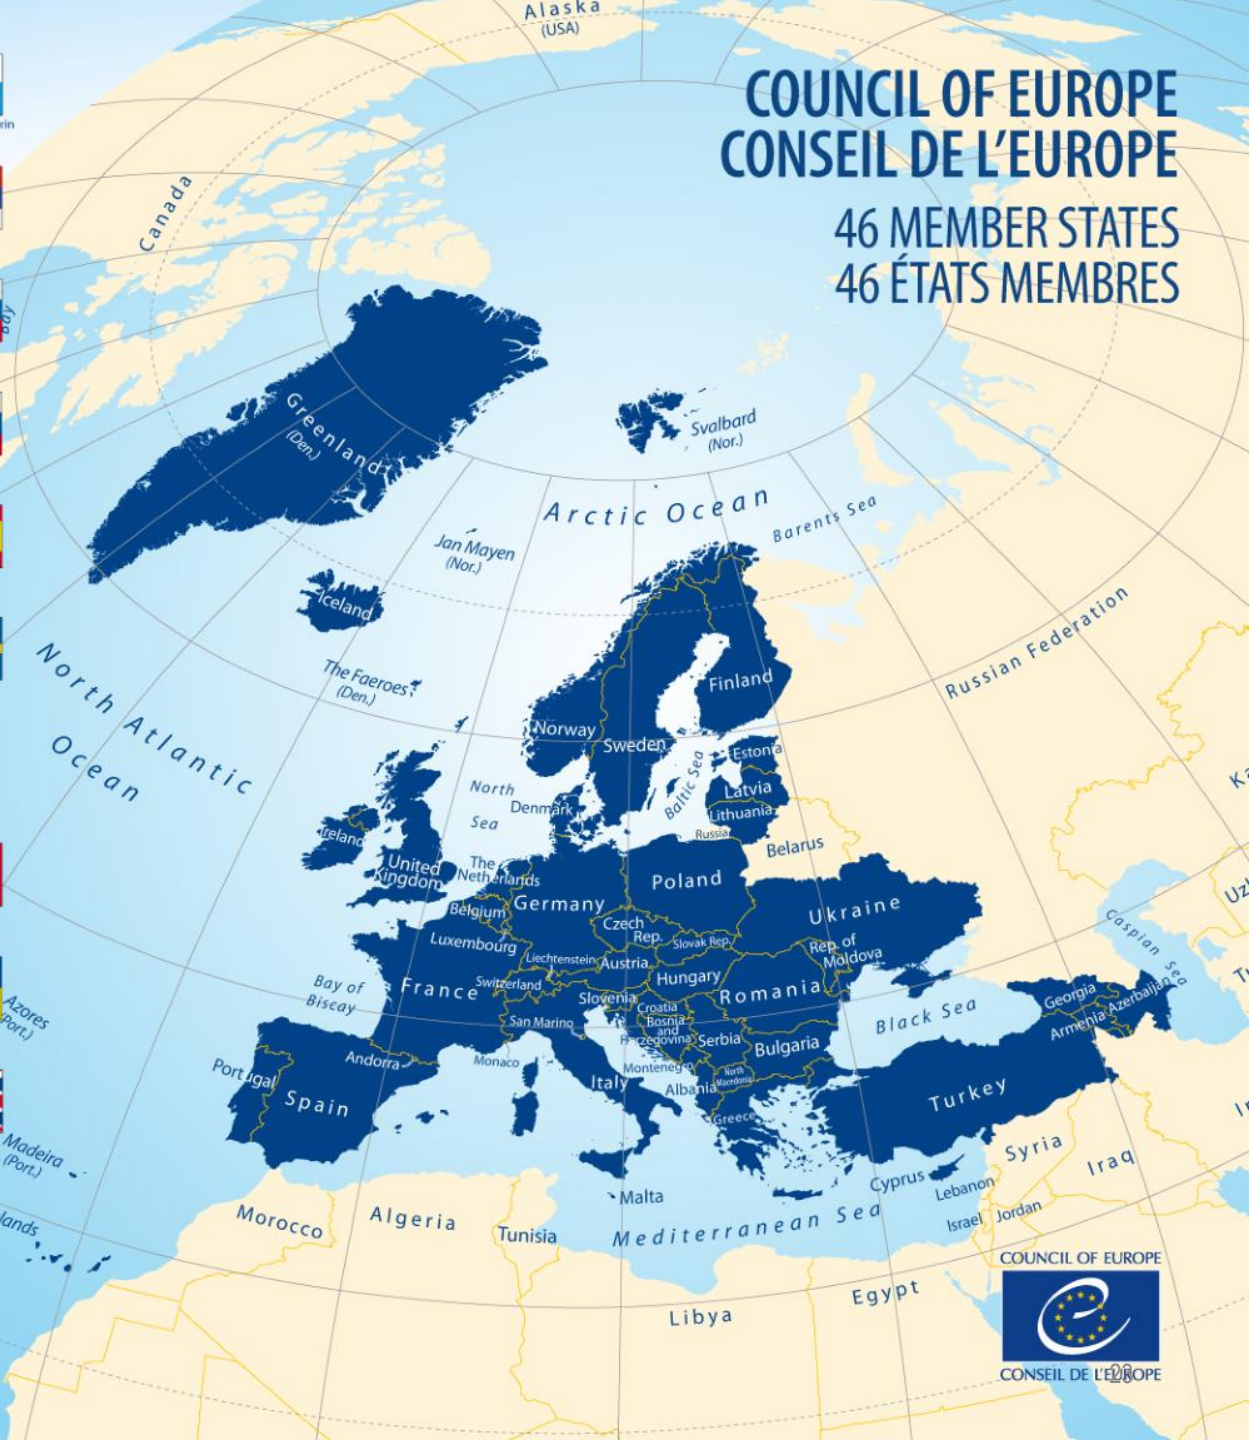 Alaska
(USA)
COUNCIL OF EUROPE
CONSEIL DE L'EUROPE
46 MEMBER STATES
46 ÉTATS MEMBRES
Canada
Greenland
(Den.)
Svalbard
(Nor.)
Arctic Ocean
Barents Sea
Jan Mayen
(Nor.)
Iceland
Russian Federation
The Faeroes
(Den.)
North Atlantic
Ocean
Finland
Norway
Sweden
Estonia
Baltic Sea
Latvia
Lithuania
Russia
Belarus
North
Sea
Denmark
Ireland
United
Kingdom
The
Netherlands
Belgium
Germany
Poland
Ukraine
Luxembourg
Czech
Rep.
Slovak Rep.
Rep. of
Moldova
Liechtenstein
Austria
Hungary
Switzerland
France
Romania
Bay of
Biscay
Slovenia
Croatia
Bosnia
and
Herzegovina
San Marino
Serbia
Bulgaria
Black Sea
Georgia
Armenia
Azerbaijan
Caspian Sea
Azores
(Port.)
Andorra
Monaco
Montenegro
North
Macedonia
Albania
Italy
Portugal
Spain
Greece
Turkey
Madeira
(Port.)
Malta
Cyprus
Syria
Iraq
Lebanon
Israel
Jordan
Mediterranean Sea
Morocco
Algeria
Tunisia
Libya
Egypt
COUNCIL OF EUROPE
CONSEIL DE L'EUROPE
23